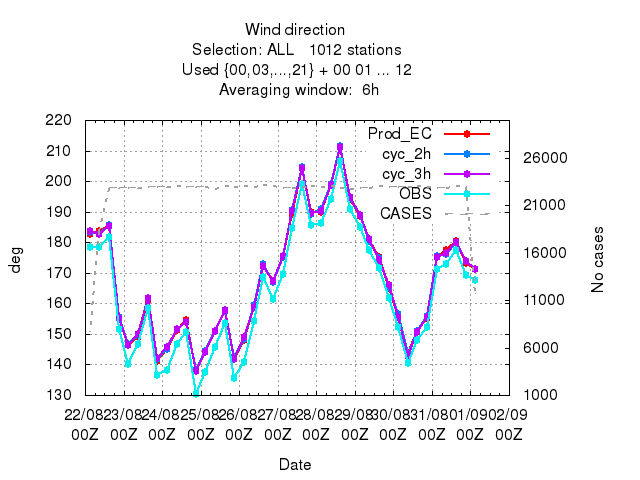 Wind direction
Selection: ALL   1012 stations
Used {00,03,...,21} + 00 01 ... 12
Averaging window:  6h
220
210
200
190
180
170
160
150
140
130
deg
Prod_EC
cyc_2h
cyc_3h
OBS
CASES
26000
21000
16000
11000
6000
1000
No cases
22/08 23/08 24/08 25/08 26/08 27/08 28/08 29/08 30/08 31/08 01/09 02/09
00Z 00Z 00Z 00Z 00Z 00Z 00Z 00Z 00Z 00Z 00Z 00Z
Date